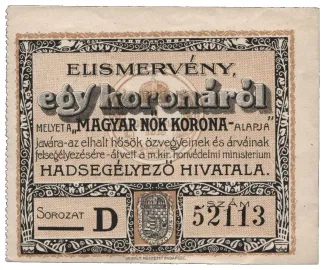 ELISMERVÉNY,
egy koronáról
MELYET A „MAGYAR NŐK KORONA-ALAPJA”
javára-az elhalt hősök özvegyeinek és árváinak
felsegélyezésére-átvett a m.kir. honvédelmi ministerium
HADSEGÉLYEZŐ HIVATALA.
SOROZAT SZÁM
D 52113